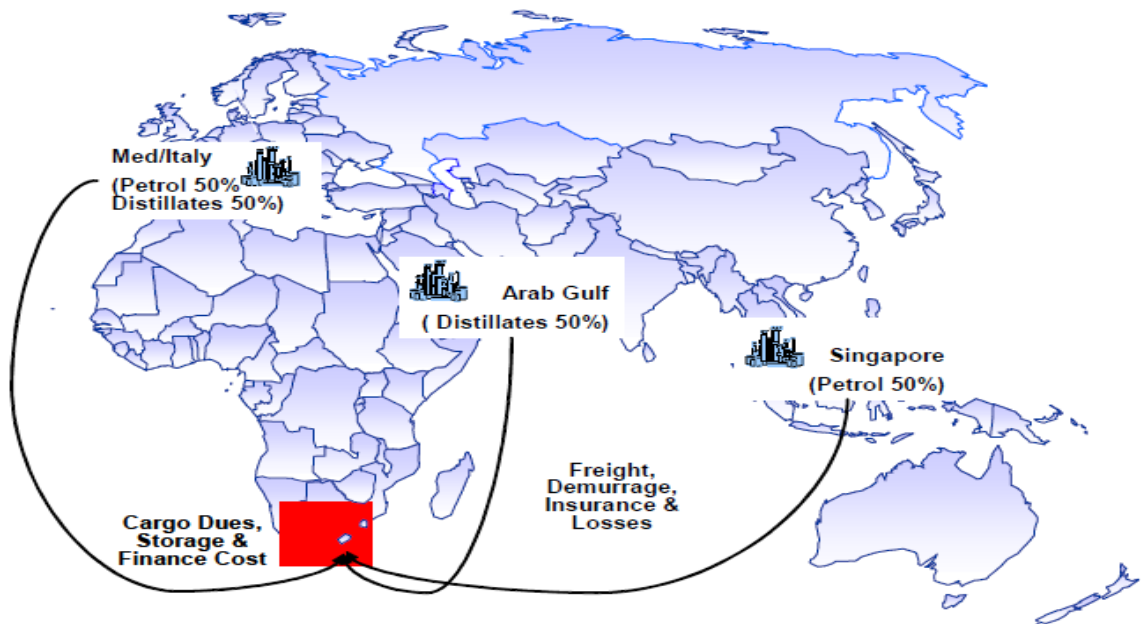 Med/Italy
(Petrol 50%
Distillates 50%)
Arab Gulf
( Distillates 50%)
Singapore
(Petrol 50%)
Freight,
Demurrage,
Insurance &
Losses
Cargo Dues,
Storage &
Finance Cost